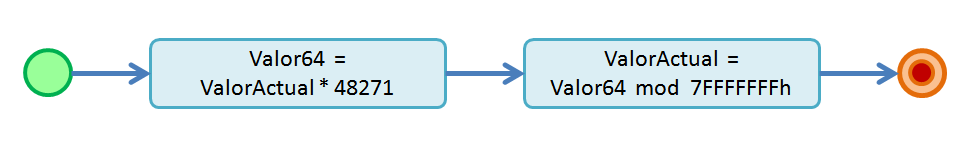 Valor64 =
ValorActual * 48271
ValorActual =
Valor64 mod 7FFFFFFFh